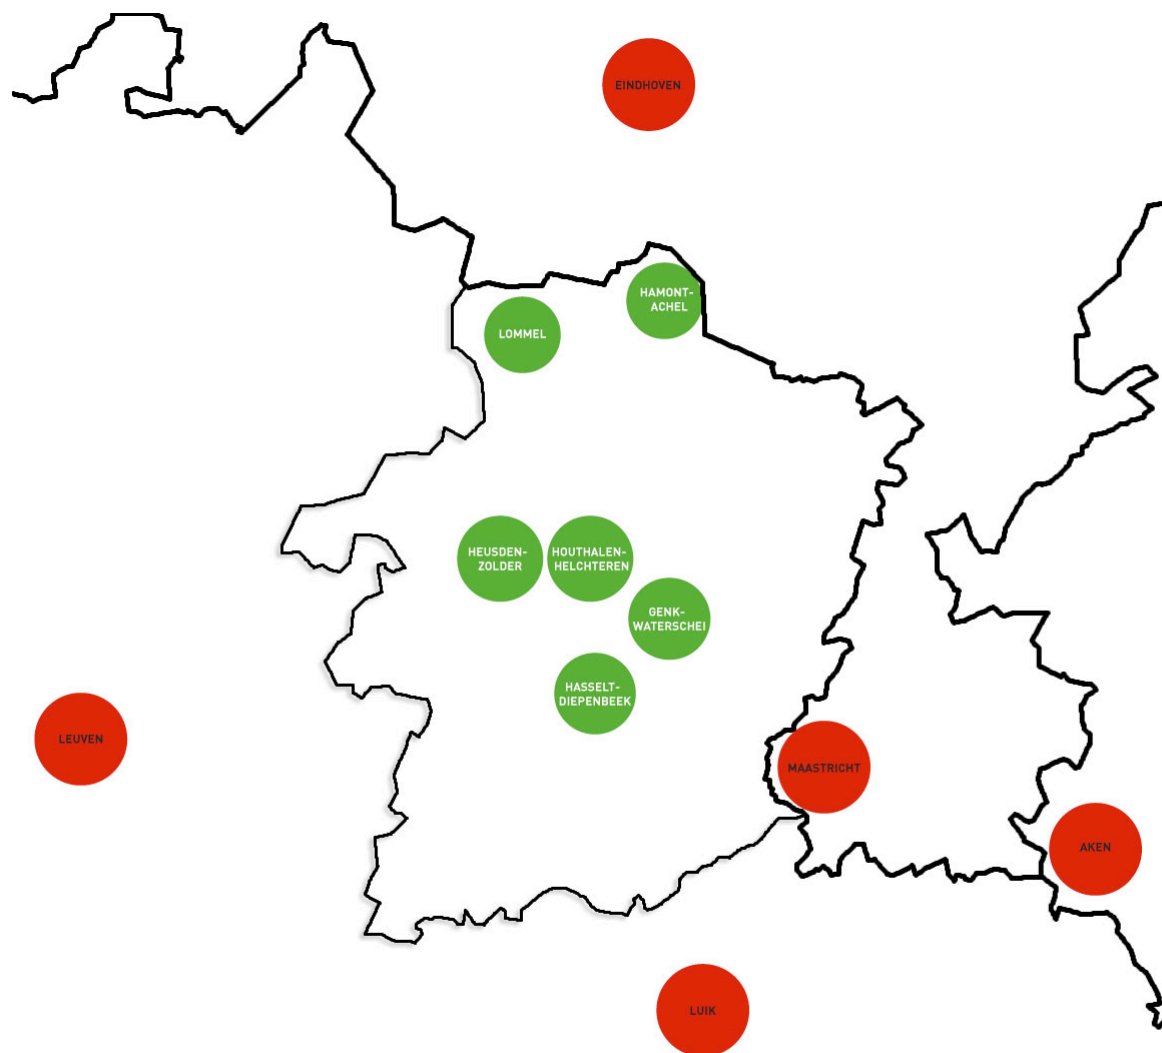 EINDHOVEN
HAMONT-
ACHEL
LOMMEL
HEUSDEN-
ZOLDER
HOUTHALEN-
HELCHTEREN
GENK-
WATERSCHEI
HASSELT-
DIEPENBEEK
LEUVEN
MAASTRICHT
AKEN
LUIK